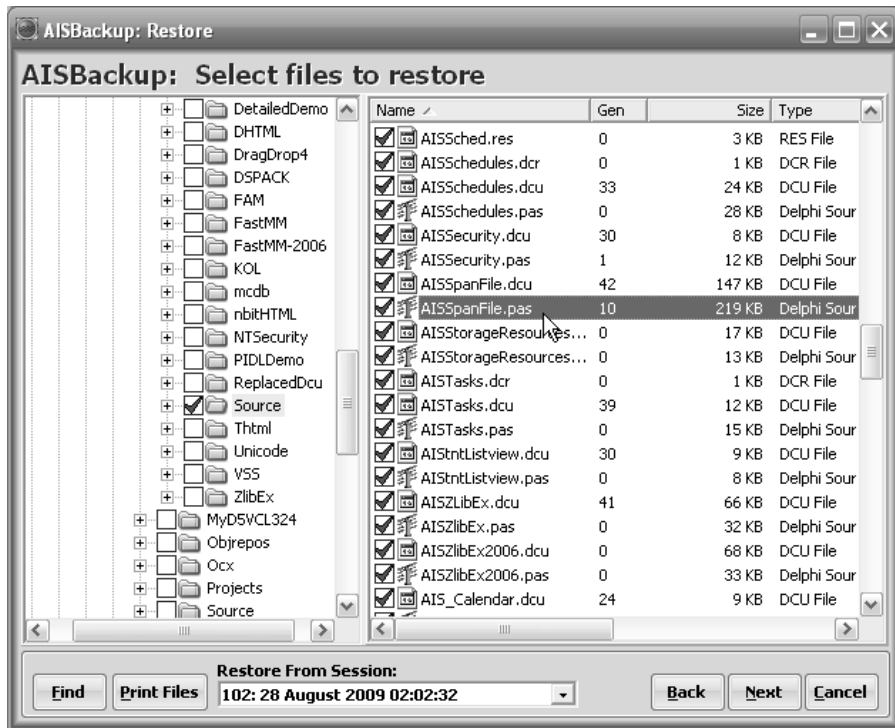 AISBackup: Restore
AISBackup: Select files to restore
DetailedDemo
DHTML
DragDrop4
DSPACK
FAM
FastMM
FastMM-2006
KOL
mcdb
nbitHTML
NTSecurity
PIDLDemo
ReplacedDcu
Source
Thtml
Unicode
VSS
ZlibEx
MyD5VCL324
Objrepos
Ocx
Projects
Source
Name Gen Size Type
AISSched.res 0 3 KB RES File
AISSchedules.dcr 0 1 KB DCR File
AISSchedules.dcu 33 24 KB DCU File
AISSchedules.pas 0 28 KB Delphi Sour
AISSecurity.dcu 30 8 KB DCU File
AISSecurity.pas 1 12 KB Delphi Sour
AISSpanFile.dcu 42 147 KB DCU File
AISSpanFile.pas 10 219 KB Delphi Sour
AISStorageResources... 0 17 KB DCU File
AISStorageResources... 0 13 KB Delphi Sour
AISTasks.dcr 0 1 KB DCR File
AISTasks.dcu 39 12 KB DCU File
AISTasks.pas 0 15 KB Delphi Sour
AIStntListview.dcu 30 9 KB DCU File
AIStntListview.pas 0 8 KB Delphi Sour
AISZLibEx.dcu 41 66 KB DCU File
AISZlibEx.pas 0 32 KB Delphi Sour
AISZlibEx2006.dcu 0 68 KB DCU File
AISZlibEx2006.pas 0 33 KB Delphi Sour
AIS_Calendar.dcu 24 9 KB DCU File
Restore From Session:
Find Print Files 102: 28 August 2009 02:02:32 Back Next Cancel